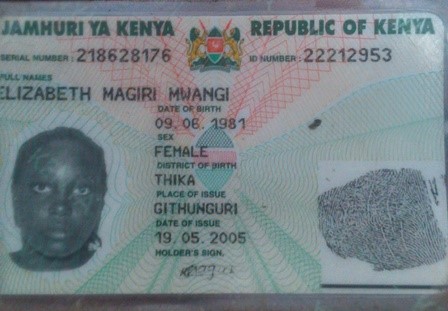 JAMHURI YA KENYA REPUBLIC OF KENYA
SERIAL NUMBER: 218628176 ID NUMBER: 22212953
FULL NAMES
ELIZABETH MAGIRI MWANGI
DATE OF BIRTH
09. 06. 1981
SEX
FEMALE
DISTRICT OF BIRTH
THIKA
PLACE OF ISSUE
GITHUNGURI
DATE OF ISSUE
19. 05. 2005
HOLDER'S SIGN.